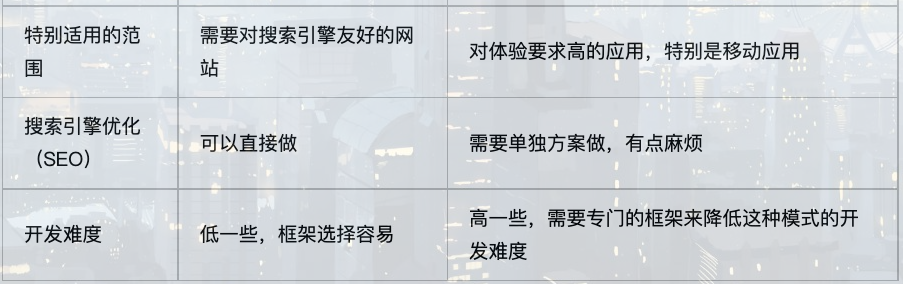 特别适用的范
围
需要对搜索引擎友好的网
站
对体验要求高的应用，特别是移动应用
搜索引擎优化
（SEO）
可以直接做
需要单独方案做，有点麻烦
开发难度
低一些，框架选择容易
高一些，需要专门的框架来降低这种模式的开
发难度